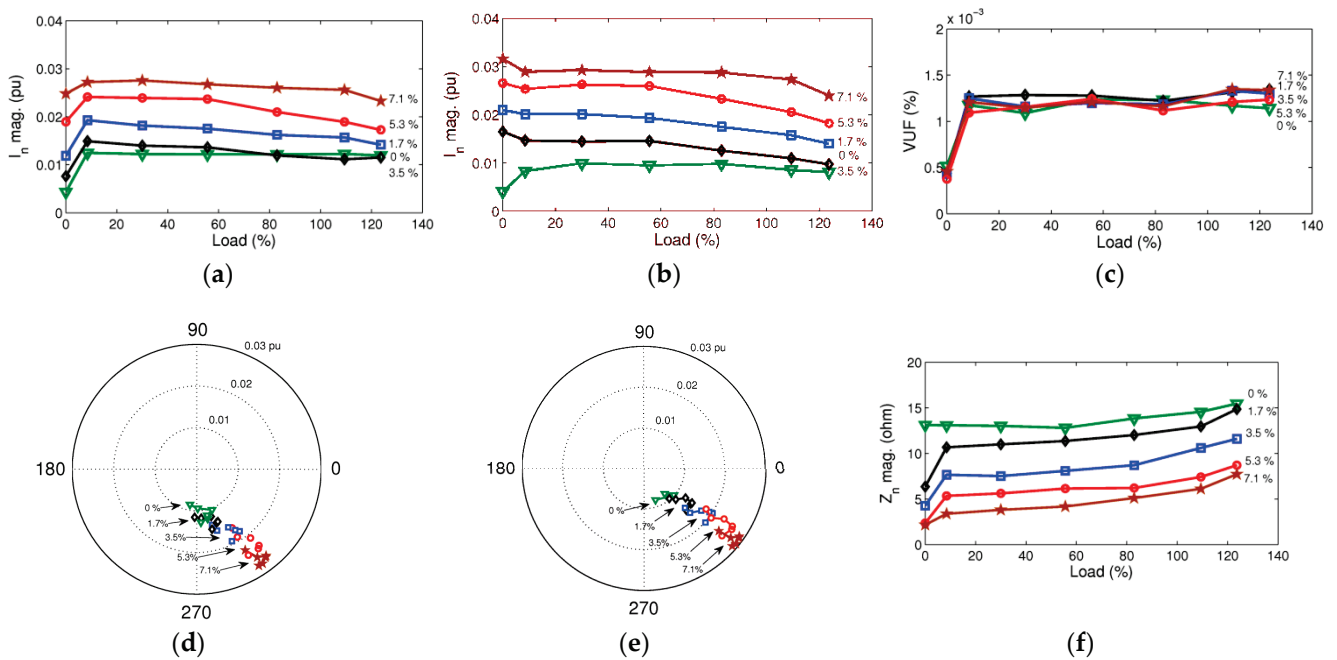 0.04
0.03
0.02
0.01
0
I_n mag. (pu)
0 20 40 60 80 100 120 140
Load (%)
7.1 %
5.3 %
1.7 %
0 %
3.5 %
(a)
0.04
0.03
0.02
0.01
0
I_n mag. (pu)
0 20 40 60 80 100 120 140
Load (%)
7.1 %
5.3 %
1.7 %
0 %
3.5 %
(b)
x 10^-3
2
1.5
1
0.5
0
VUF (%)
0 20 40 60 80 100 120 140
Load (%)
7.1 %
1.7 %
3.5 %
5.3 %
0 %
(c)
90
0.03 pu
0.02
0.01
180
0
0 %
1.7%
3.5%
5.3%
7.1%
270
(d)
90
0.03 pu
0.02
0.01
180
0
0 %
1.7%
3.5%
5.3%
7.1%
270
(e)
20
15
10
5
0
Z_n mag. (ohm)
0 20 40 60 80 100 120 140
Load (%)
0 %
1.7 %
3.5 %
5.3 %
7.1 %
(f)